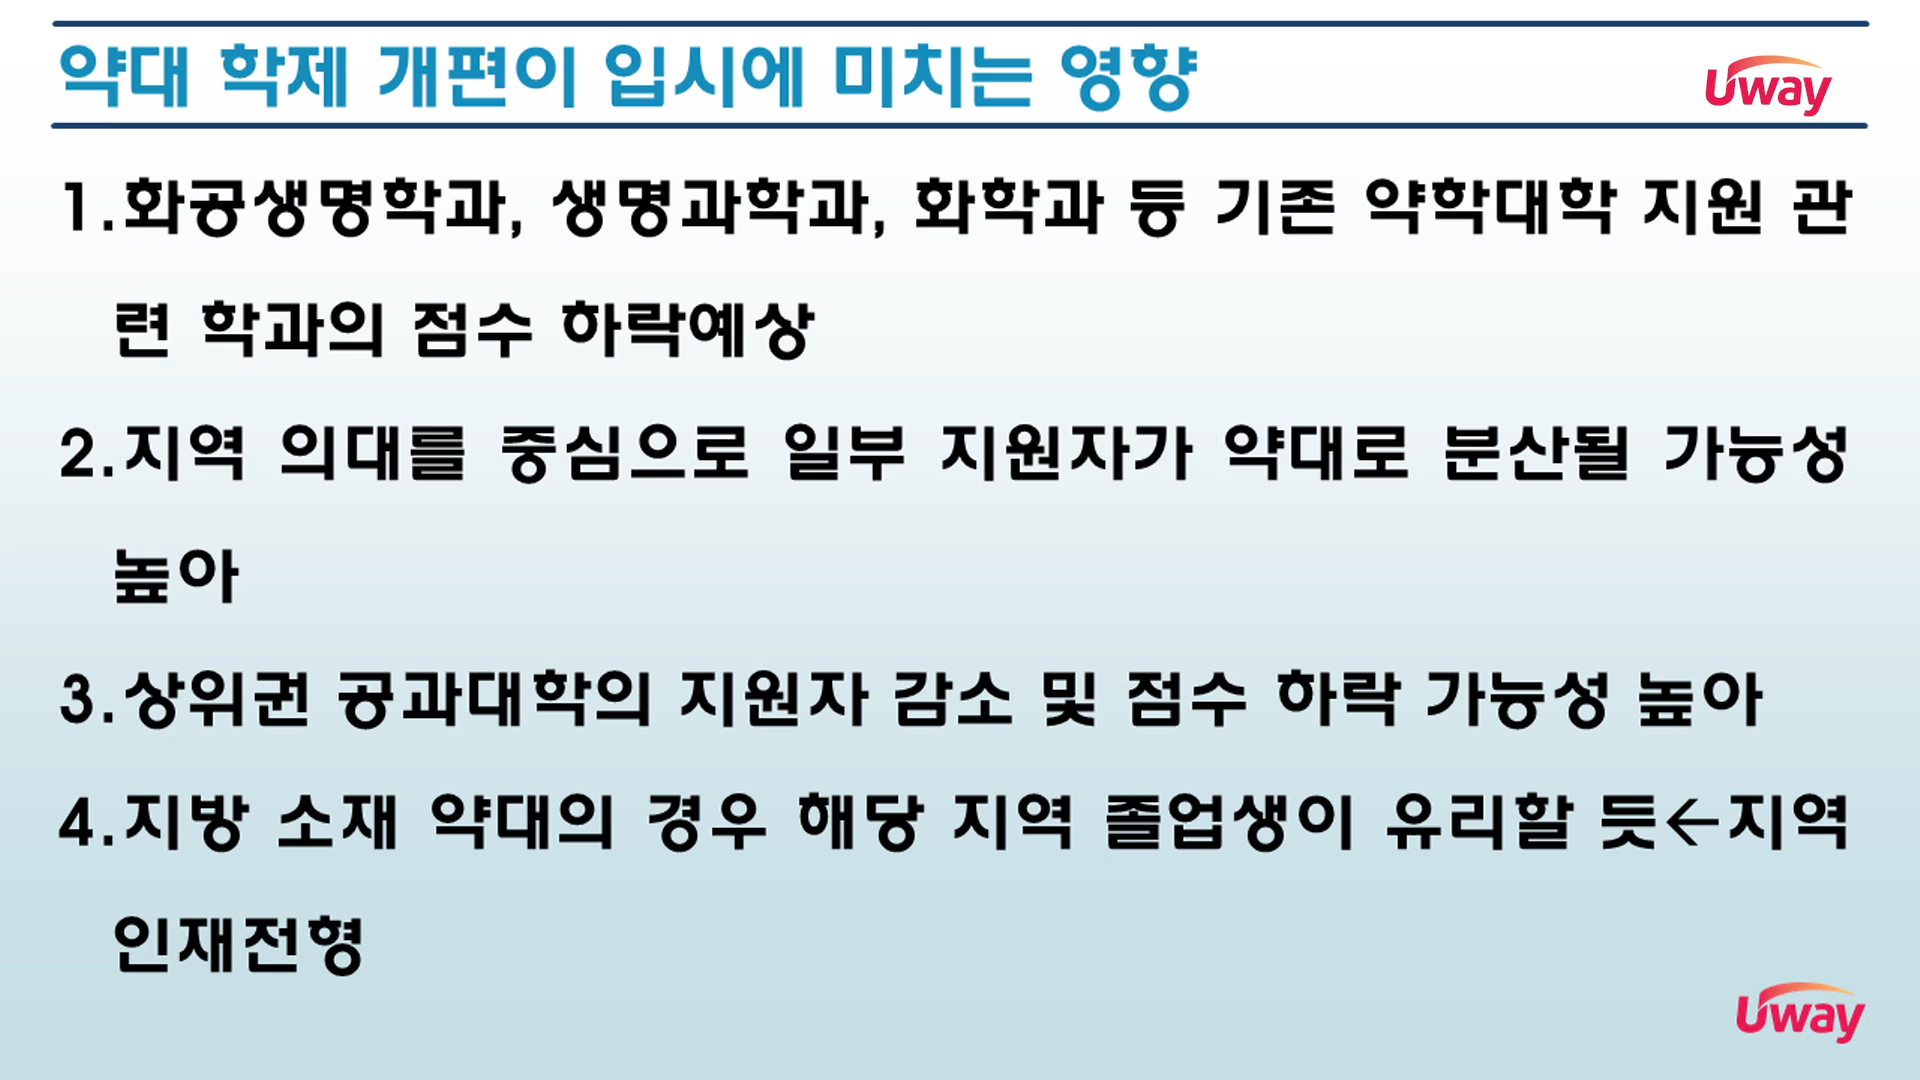 약대 학제 개편이 입시에 미치는 영향
Uway
1.화공생명학과, 생명과학과, 화학과 등 기존 약학대학 지원 관
련 학과의 점수 하락예상
2.지역 의대를 중심으로 일부 지원자가 약대로 분산될 가능성
높아
3.상위권 공과대학의 지원자 감소 및 점수 하락 가능성 높아
4.지방 소재 약대의 경우 해당 지역 졸업생이 유리할 듯←지역
인재전형
Uway